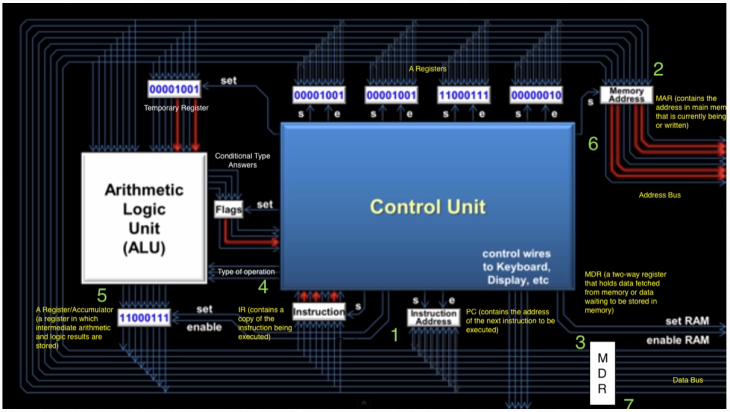 A Registers
2
00001001
set
00001001
00001001
11000111
00000010
Memory
Address
Temporary Register
s
e
s
e
s
e
s
e
s
MAR (contains the
address in main mem
that is currently being
or written)
6
Arithmetic
Logic
Unit
(ALU)
Conditional Type
Answers
Flags
set
Control Unit
Address Bus
control wires
to Keyboard,
Display, etc
Type of operation
4
MDR (a two-way register
that holds data fetched
from memory or data
waiting to be stored in
memory)
5
A Register/Accumulator
(a register in which
intermediate arithmetic
and logic results are
stored)
11000111
set
enable
IR (contains a
copy of the
instruction being
executed)
Instruction
s
e
1
Instruction
Address
PC (contains the address
of the next instruction to be
executed)
set RAM
enable RAM
3
M
D
R
Data Bus
7